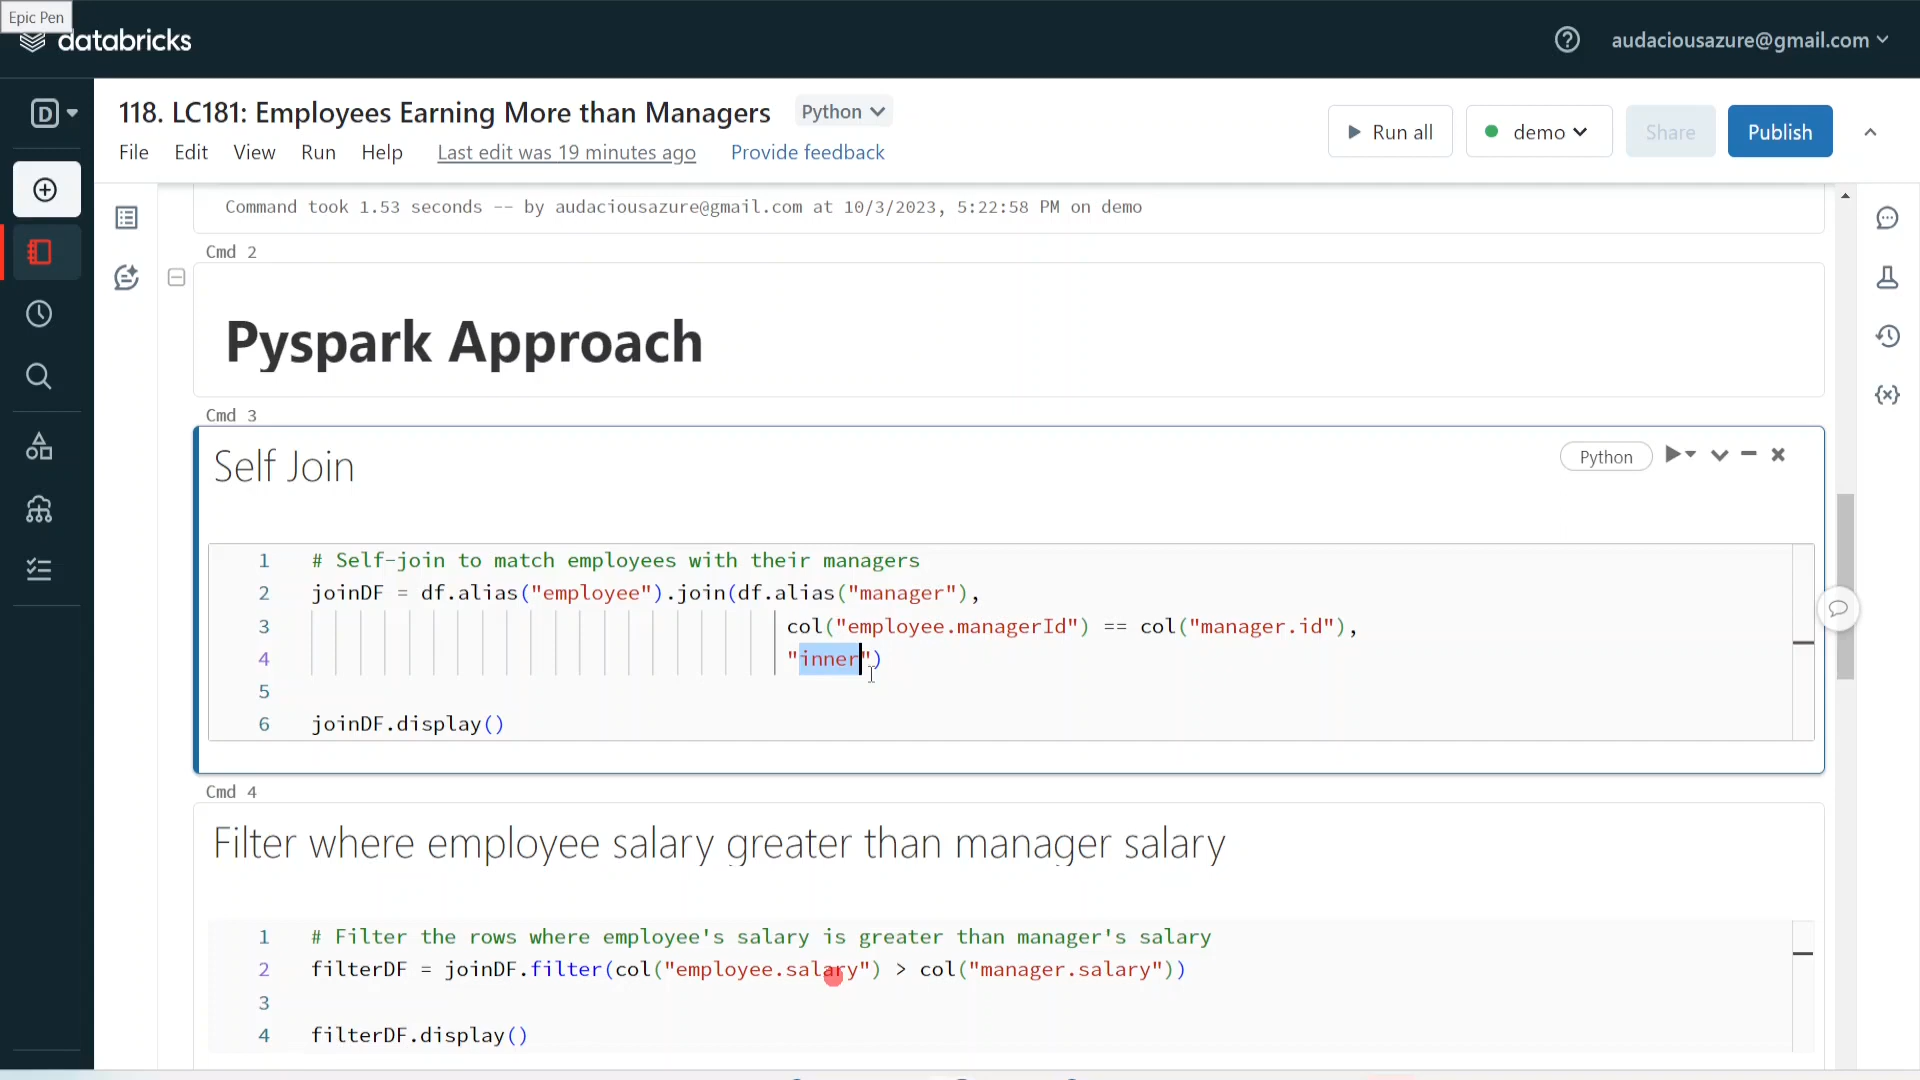 Epic Pen
databricks
audaciousazure@gmail.com
D
118. LC181: Employees Earning More than Managers
Python
File Edit View Run Help Last edit was 19 minutes ago Provide feedback
Run all
demo
Share
Publish
Command took 1.53 seconds -- by audaciousazure@gmail.com at 10/3/2023, 5:22:58 PM on demo
Cmd 2
Pyspark Approach
Cmd 3
Self Join
Python
1 # Self-join to match employees with their managers
2 joinDF = df.alias("employee").join(df.alias("manager"),
3 col("employee.managerId") == col("manager.id"),
4 "inner")
5
6 joinDF.display()
Cmd 4
Filter where employee salary greater than manager salary
1 # Filter the rows where employee's salary is greater than manager's salary
2 filterDF = joinDF.filter(col("employee.salary") > col("manager.salary"))
3
4 filterDF.display()